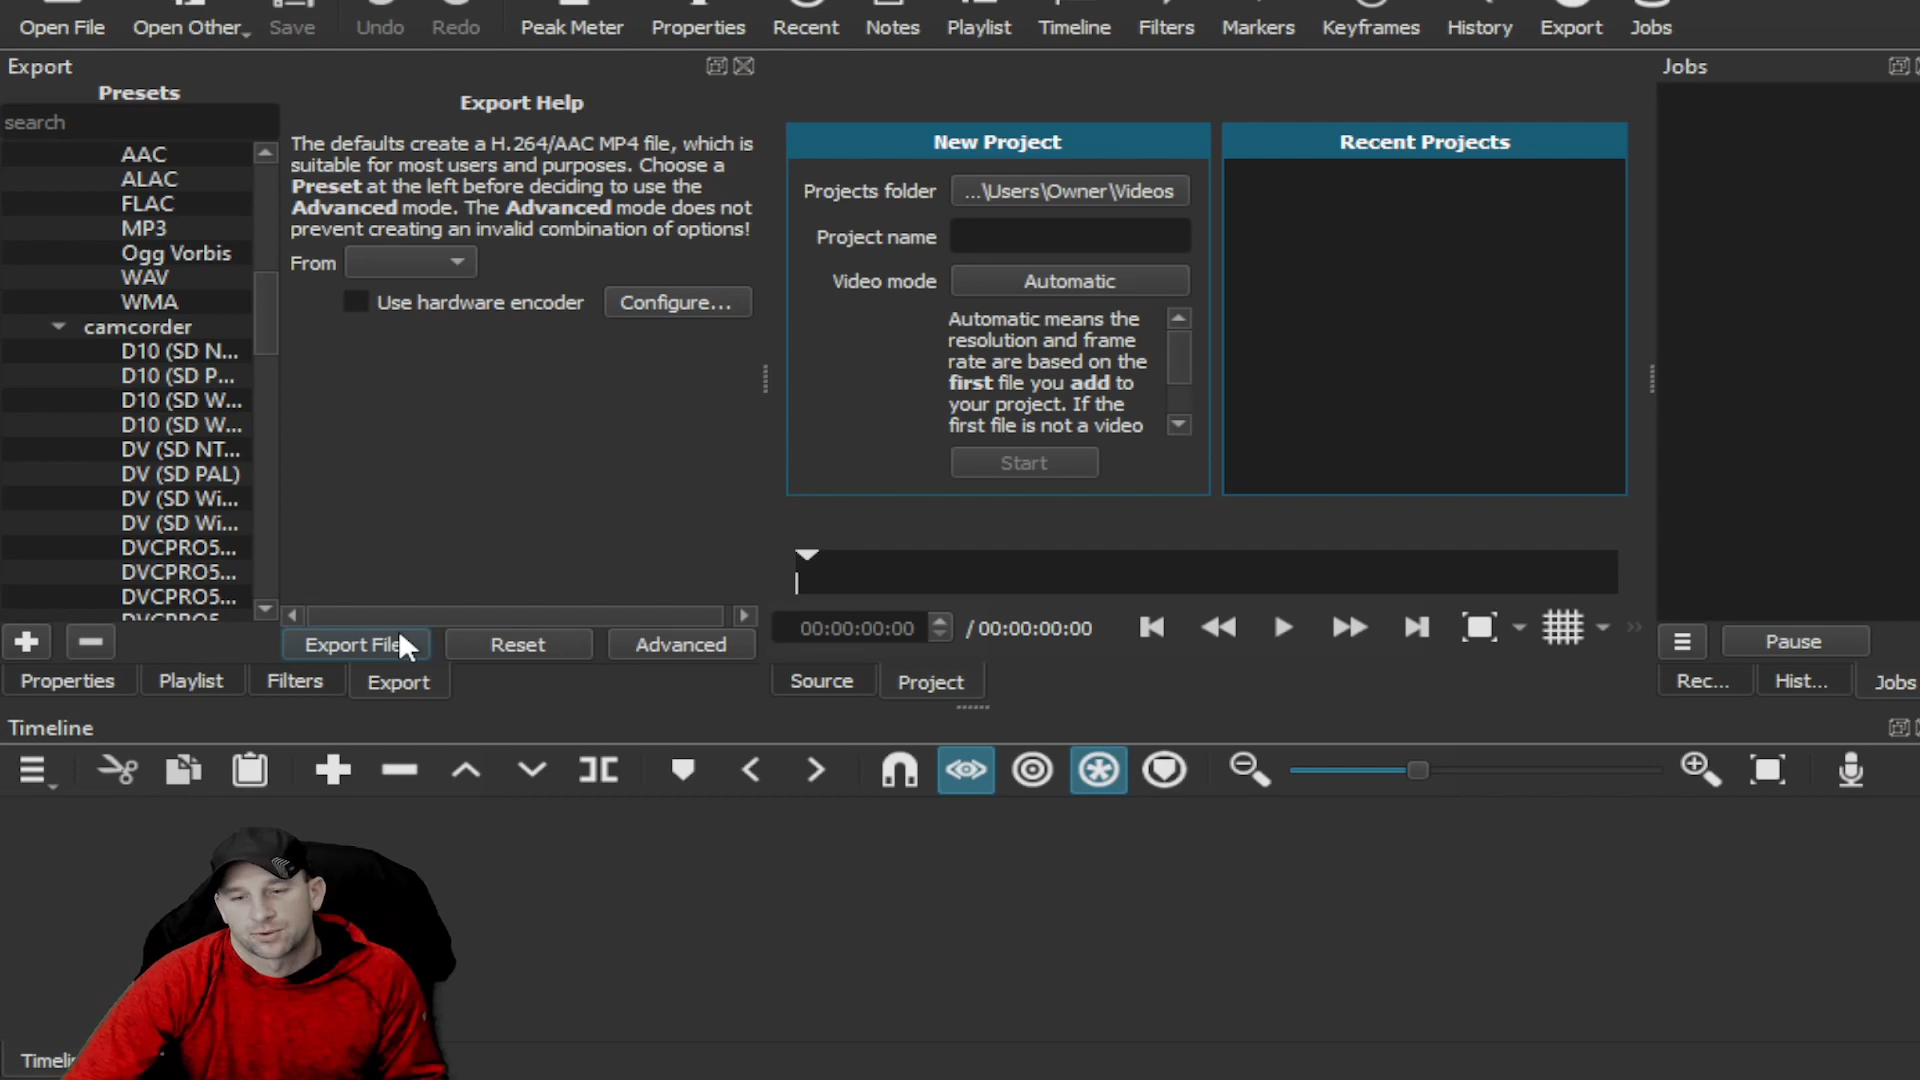 Open File Open Other Save Undo Redo Peak Meter Properties Recent Notes Playlist Timeline Filters Markers Keyframes History Export Jobs
Export
Presets
search
AAC
ALAC
FLAC
MP3
Ogg Vorbis
WAV
WMA
camcorder
D10 (SD N...
D10 (SD P...
D10 (SD W...
D10 (SD W...
DV (SD NT...
DV (SD PAL)
DV (SD Wi...
DV (SD Wi...
DVCPRO5...
DVCPRO5...
DVCPRO5...
DVCPRO5...
Export Help
The defaults create a H.264/AAC MP4 file, which is
suitable for most users and purposes. Choose a
Preset at the left before deciding to use the
Advanced mode. The Advanced mode does not
prevent creating an invalid combination of options!
From
Use hardware encoder Configure...
Export File Reset Advanced
Properties Playlist Filters Export
New Project
Projects folder ...\Users\Owner\Videos
Project name
Video mode Automatic
Automatic means the
resolution and frame
rate are based on the
first file you add to
your project. If the
first file is not a video
Start
Recent Projects
00:00:00:00 / 00:00:00:00
Source Project
Jobs
Pause
Rec... Hist... Jobs
Timeline